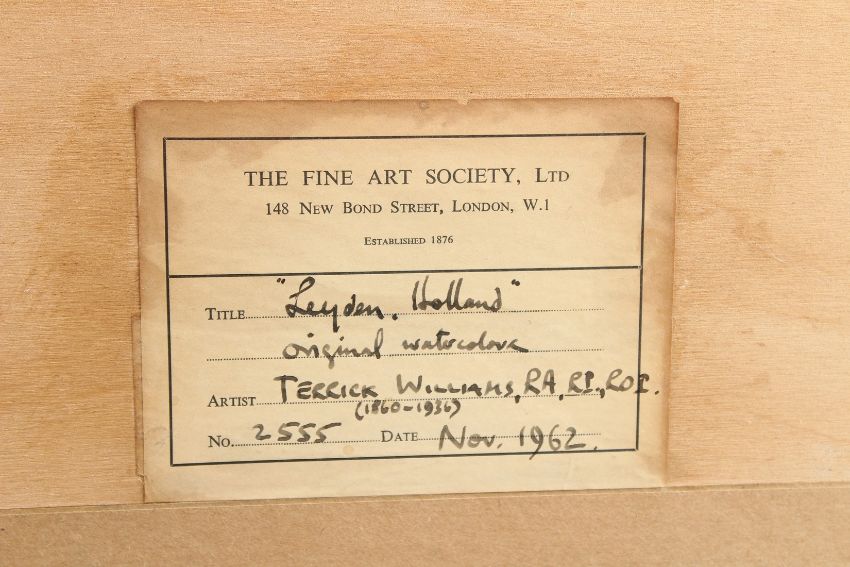 THE FINE ART SOCIETY, LTD
148 NEW BOND STREET, LONDON, W.1
ESTABLISHED 1876
TITLE "Leyden, Holland"
original watercolour
ARTIST TERRICK WILLIAMS, RA, RI., ROI.
(1860-1936)
No. 2555 DATE Nov. 1962.